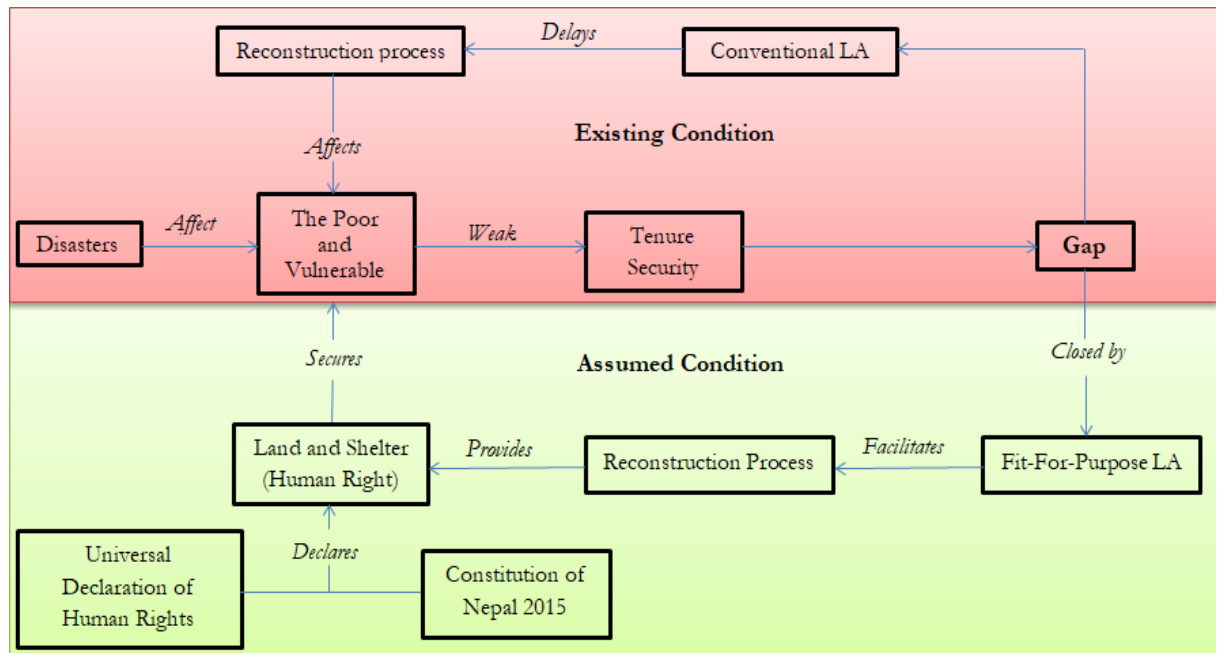 Reconstruction process
Delays
Conventional LA
Existing Condition
Affects
Disasters
Affect
The Poor
and
Vulnerable
Weak
Tenure
Security
Gap
Secures
Assumed Condition
Closed by
Land and Shelter
(Human Right)
Provides
Reconstruction Process
Facilitates
Fit-For-Purpose LA
Declares
Universal
Declaration of
Human Rights
Constitution of
Nepal 2015